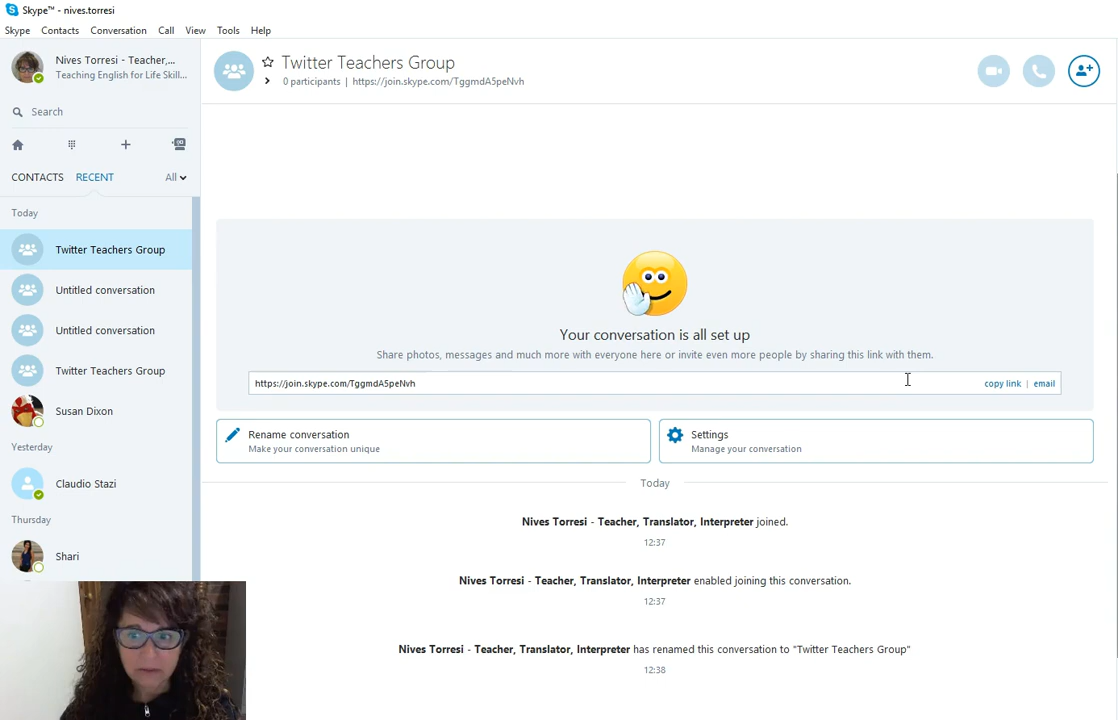 Skype™ - nives.torresi
Skype Contacts Conversation Call View Tools Help
Nives Torresi - Teacher,...
Teaching English for Life Skill...
Search
CONTACTS RECENT All
Today
Twitter Teachers Group
Untitled conversation
Untitled conversation
Twitter Teachers Group
Susan Dixon
Yesterday
Claudio Stazi
Thursday
Shari
Twitter Teachers Group
0 participants | https://join.skype.com/TggmdA5peNvh
Your conversation is all set up
Share photos, messages and much more with everyone here or invite even more people by sharing this link with them.
https://join.skype.com/TggmdA5peNvh copy link | email
Rename conversation
Make your conversation unique
Settings
Manage your conversation
Today
Nives Torresi - Teacher, Translator, Interpreter joined.
12:37
Nives Torresi - Teacher, Translator, Interpreter enabled joining this conversation.
12:37
Nives Torresi - Teacher, Translator, Interpreter has renamed this conversation to "Twitter Teachers Group"
12:38